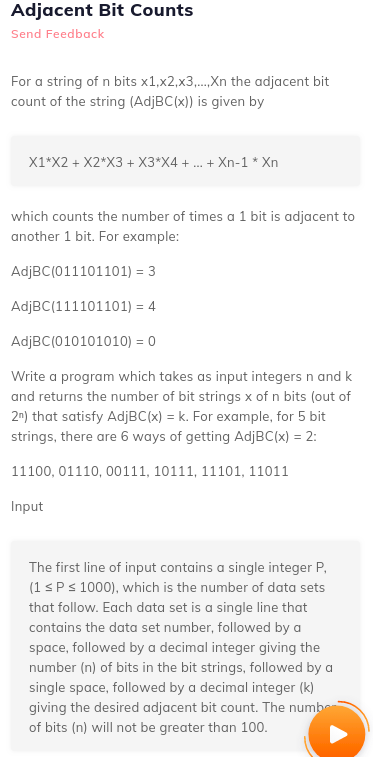 Adjacent Bit Counts
Send Feedback
For a string of n bits x1,x2,x3,...,Xn the adjacent bit
count of the string (AdjBC(x)) is given by
X1*X2 + X2*X3 + X3*X4 + ... + Xn-1 * Xn
which counts the number of times a 1 bit is adjacent to
another 1 bit. For example:
AdjBC(011101101) = 3
AdjBC(111101101) = 4
AdjBC(010101010) = 0
Write a program which takes as input integers n and k
and returns the number of bit strings x of n bits (out of
2ⁿ) that satisfy AdjBC(x) = k. For example, for 5 bit
strings, there are 6 ways of getting AdjBC(x) = 2:
11100, 01110, 00111, 10111, 11101, 11011
Input
The first line of input contains a single integer P,
(1 ≤ P ≤ 1000), which is the number of data sets
that follow. Each data set is a single line that
contains the data set number, followed by a
space, followed by a decimal integer giving the
number (n) of bits in the bit strings, followed by a
single space, followed by a decimal integer (k)
giving the desired adjacent bit count. The number
of bits (n) will not be greater than 100.